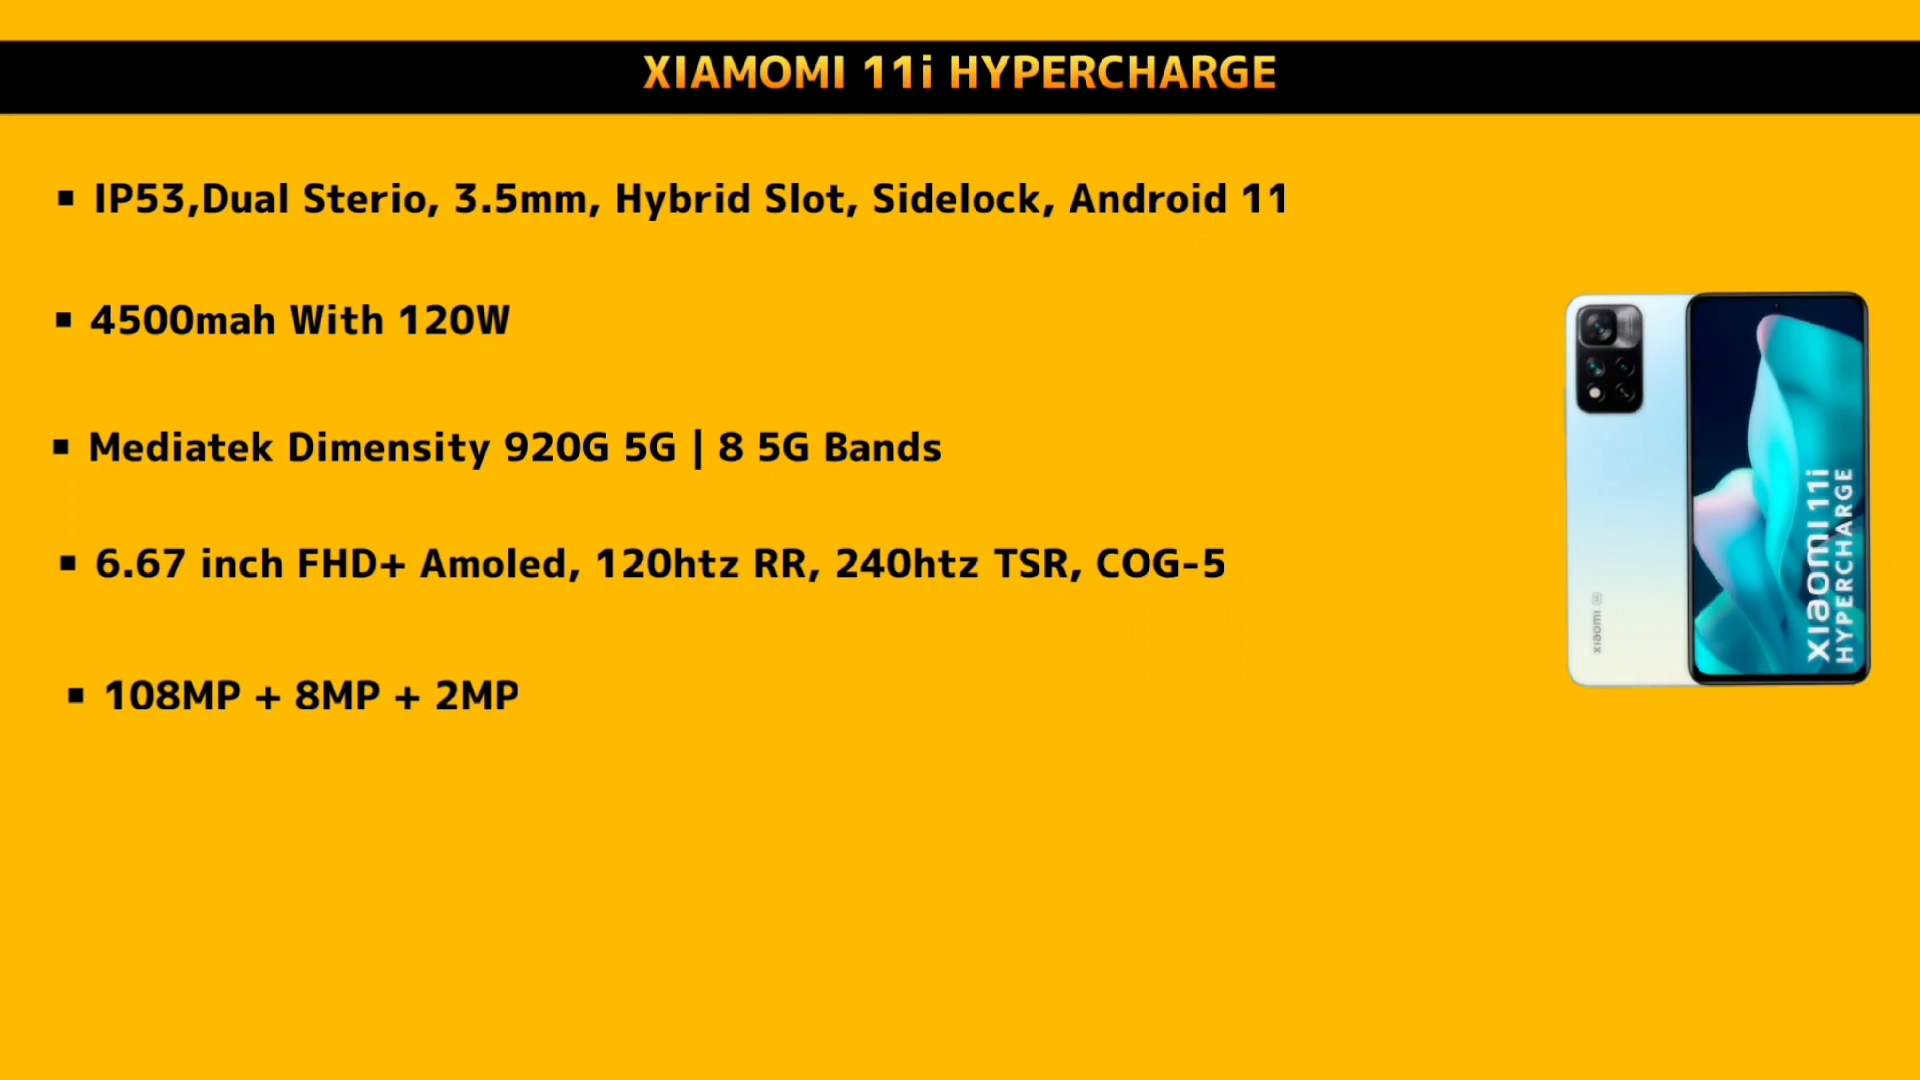 XIAMOMI 11i HYPERCHARGE
▪ IP53,Dual Sterio, 3.5mm, Hybrid Slot, Sidelock, Android 11
▪ 4500mah With 120W
▪ Mediatek Dimensity 920G 5G | 8 5G Bands
▪ 6.67 inch FHD+ Amoled, 120htz RR, 240htz TSR, COG-5
▪ 108MP + 8MP + 2MP
xiaomi
xiaomi 11i
HYPERCHARGE